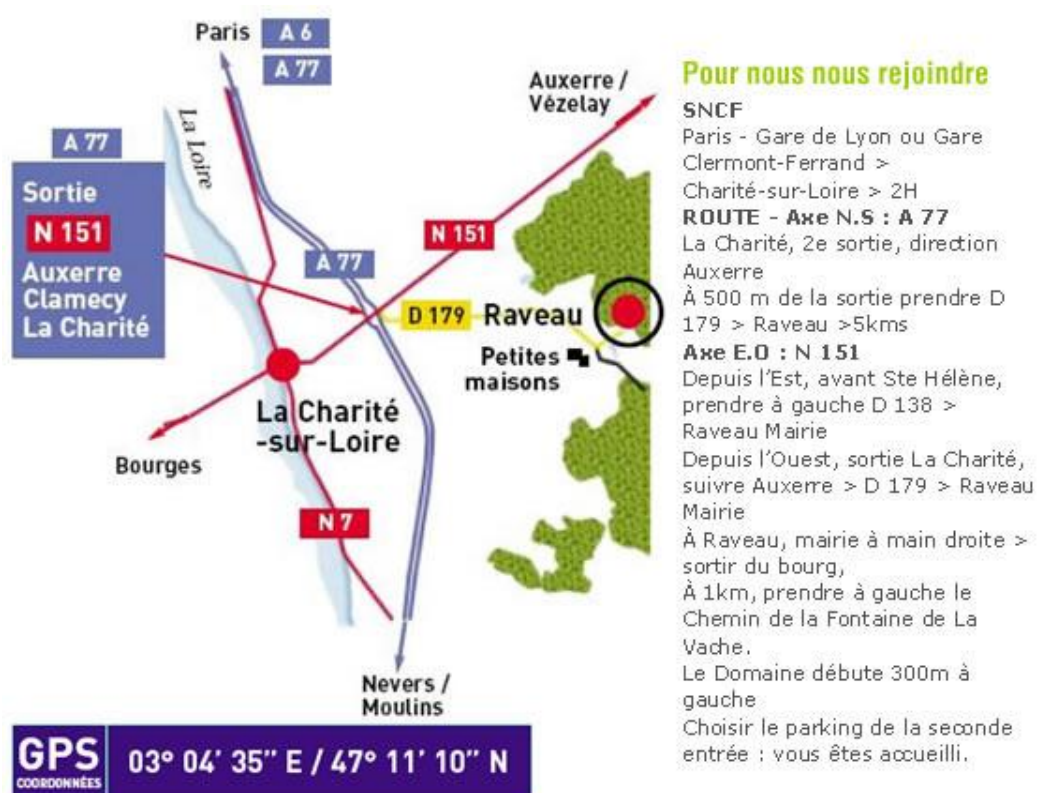 Paris A 6
A 77
Auxerre /
Vézelay
La Loire
A 77
Sortie
N 151
Auxerre
Clamecy
La Charité
N 151
A 77
D 179 Raveau
Petites
maisons
La Charité
-sur-Loire
Bourges
N 7
Nevers /
Moulins
GPS
COORDONNÉES
03° 04' 35" E / 47° 11' 10" N
Pour nous nous rejoindre
SNCF
Paris - Gare de Lyon ou Gare
Clermont-Ferrand >
Charité-sur-Loire > 2H
ROUTE - Axe N.S : A 77
La Charité, 2e sortie, direction
Auxerre
À 500 m de la sortie prendre D
179 > Raveau >5kms
Axe E.O : N 151
Depuis l'Est, avant Ste Hélène,
prendre à gauche D 138 >
Raveau Mairie
Depuis l'Ouest, sortie La Charité,
suivre Auxerre > D 179 > Raveau
Mairie
À Raveau, mairie à main droite >
sortir du bourg,
À 1km, prendre à gauche le
Chemin de la Fontaine de La
Vache.
Le Domaine débute 300m à
gauche
Choisir le parking de la seconde
entrée : vous êtes accueilli.